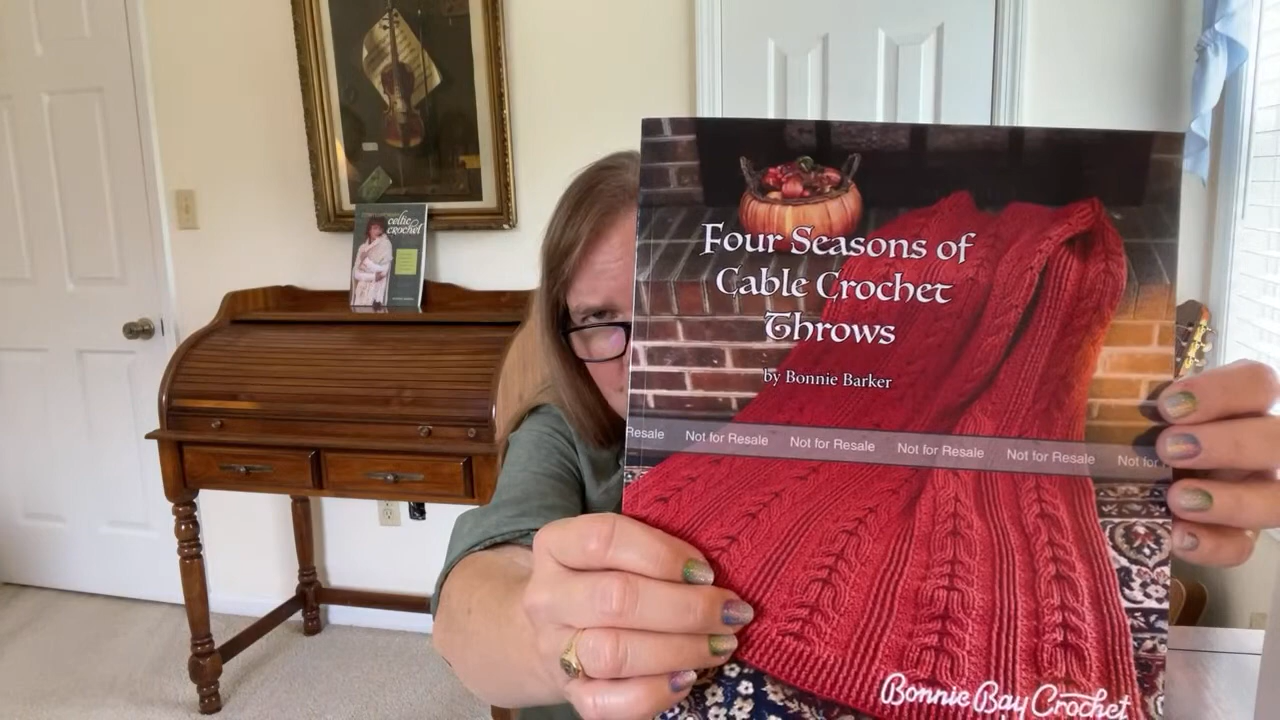 celtic
crochet
Four Seasons of
Cable Crochet
Throws
by Bonnie Barker
Resale Not for Resale Not for Resale Not for Resale Not for Resale Not for
Bonnie Bay Crochet